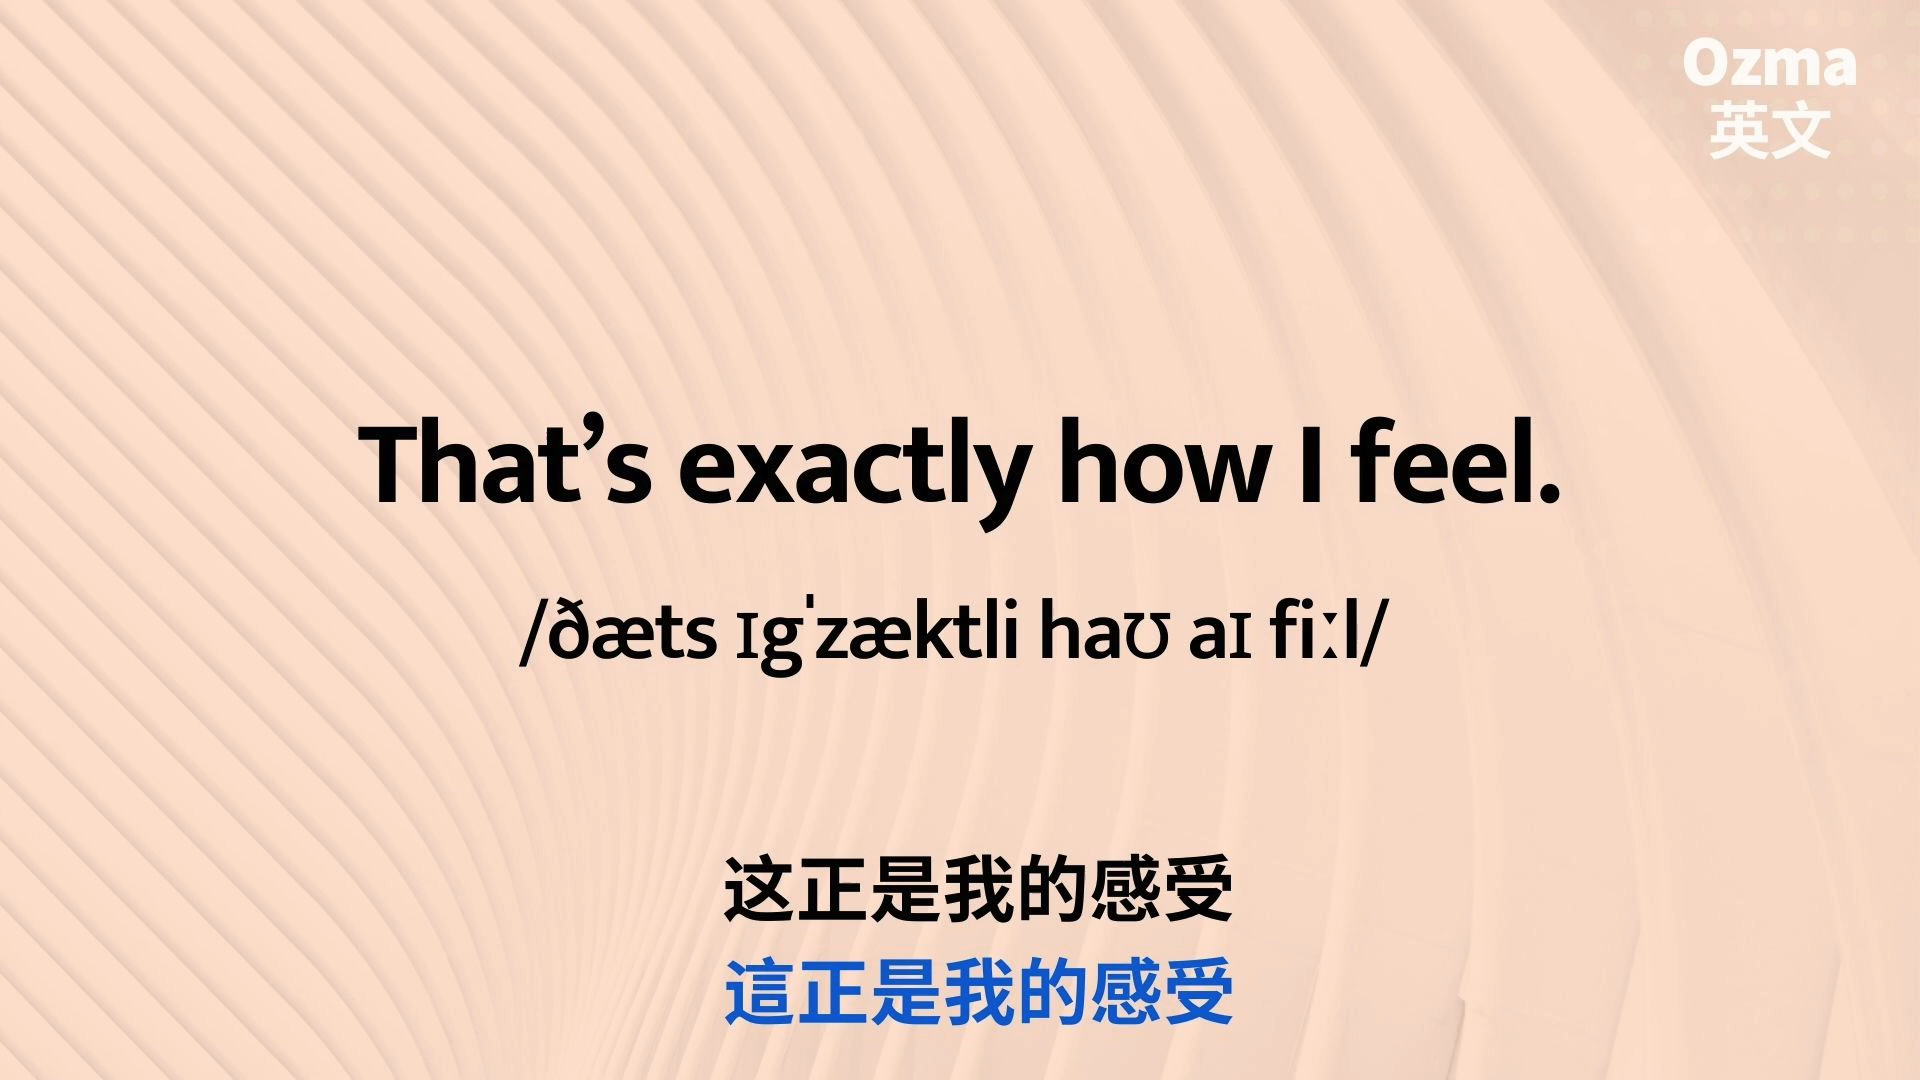 Ozma
英文
That’s exactly how I feel.
/ðæts ɪgˈzæktli haʊ aɪ fiːl/
这正是我的感受
這正是我的感受